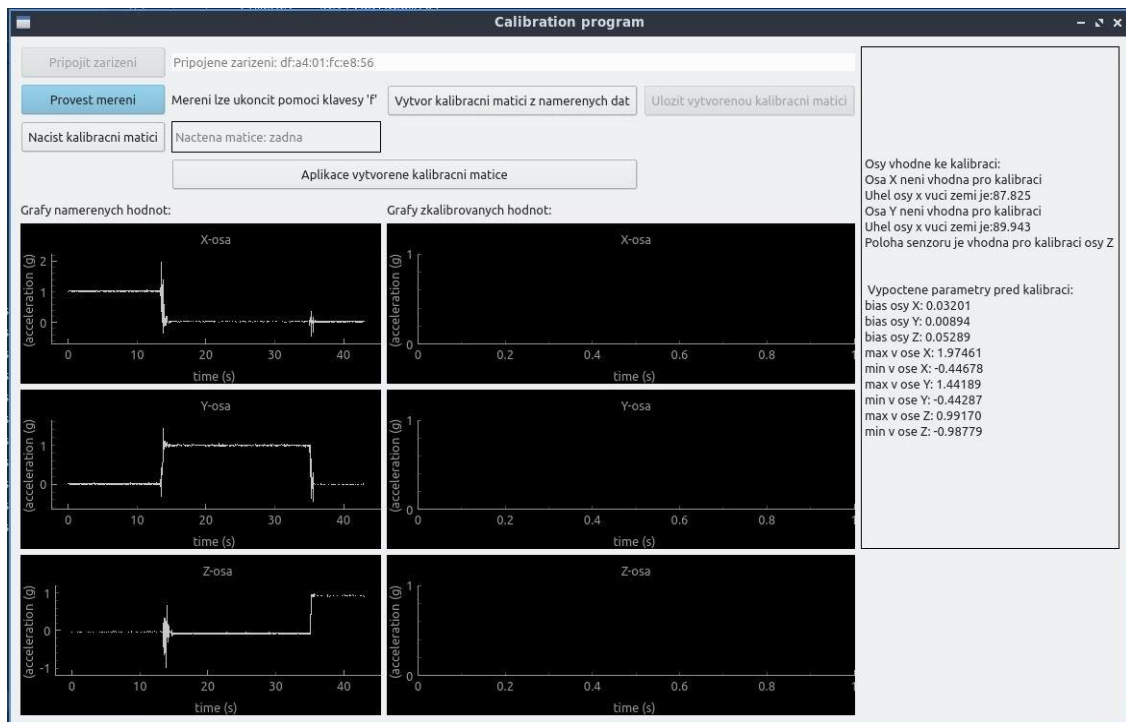 Calibration program
Pripojit zarizeni
Pripojene zarizeni: df:a4:01:fc:e8:56
Provest mereni
Mereni lze ukoncit pomoci klavesy 'f'
Vytvor kalibracni matici z namerenych dat
Ulozit vytvorenou kalibracni matici
Nacist kalibracni matici
Nactena matice: zadna
Aplikace vytvorene kalibracni matice
Grafy namerenych hodnot:
Grafy zkalibrovanych hodnot:
X-osa
(acceleration (g)
2
1
0
0 10 20 30 40
time (s)
X-osa
(acceleration (g)
1
0
0 0.2 0.4 0.6 0.8 1
time (s)
Y-osa
(acceleration (g)
1
0
0 10 20 30 40
time (s)
Y-osa
(acceleration (g)
1
0
0 0.2 0.4 0.6 0.8 1
time (s)
Z-osa
(acceleration (g)
1
0
-1
0 10 20 30 40
time (s)
Z-osa
(acceleration (g)
1
0
0 0.2 0.4 0.6 0.8 1
time (s)
Osy vhodne ke kalibraci:
Osa X neni vhodna pro kalibraci
Uhel osy x vuci zemi je:87.825
Osa Y neni vhodna pro kalibraci
Uhel osy x vuci zemi je:89.943
Poloha senzoru je vhodna pro kalibraci osy Z
Vypoctene parametry pred kalibraci:
bias osy X: 0.03201
bias osy Y: 0.00894
bias osy Z: 0.05289
max v ose X: 1.97461
min v ose X: -0.44678
max v ose Y: 1.44189
min v ose Y: -0.44287
max v ose Z: 0.99170
min v ose Z: -0.98779